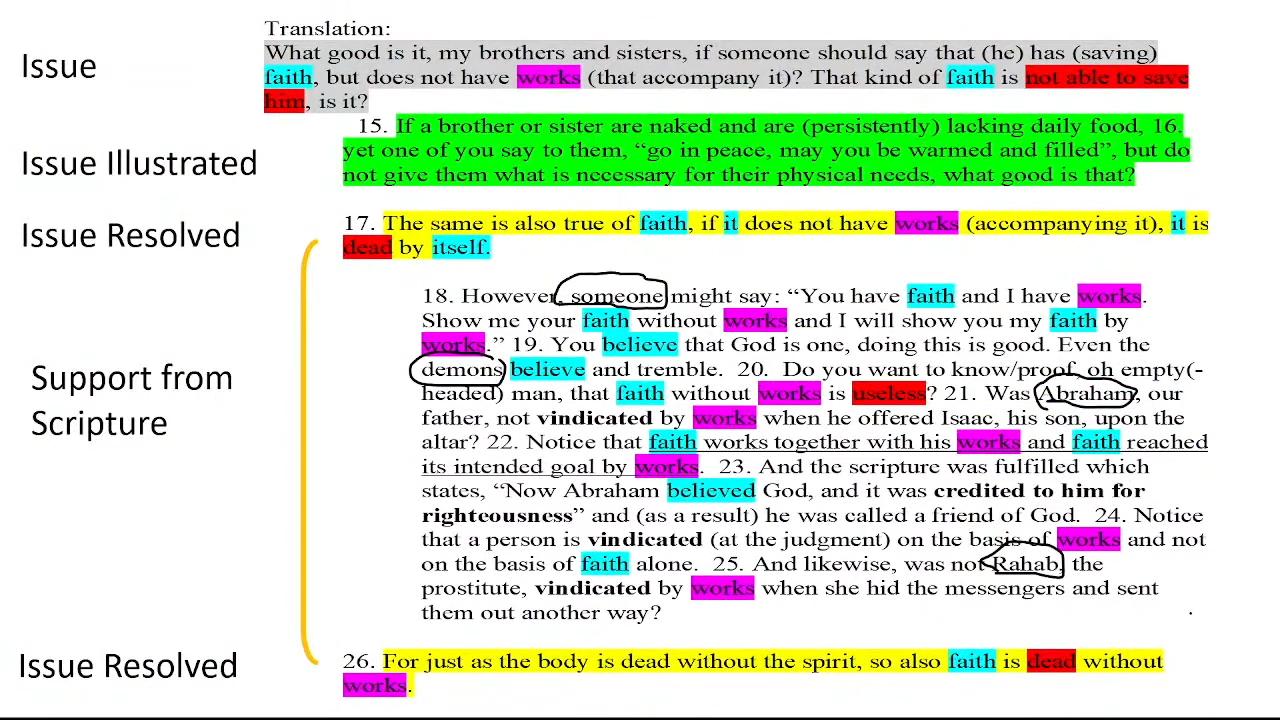 Translation:
Issue
What good is it, my brothers and sisters, if someone should say that (he) has (saving)
faith, but does not have works (that accompany it)? That kind of faith is not able to save
him, is it?
15. If a brother or sister are naked and are (persistently) lacking daily food, 16.
Issue Illustrated
yet one of you say to them, “go in peace, may you be warmed and filled”, but do
not give them what is necessary for their physical needs, what good is that?
Issue Resolved
17. The same is also true of faith, if it does not have works (accompanying it), it is
dead by itself.
Support from
Scripture
18. However, someone might say: “You have faith and I have works.
Show me your faith without works and I will show you my faith by
works.” 19. You believe that God is one, doing this is good. Even the
demons believe and tremble. 20. Do you want to know/proof, oh empty(-
headed) man, that faith without works is useless? 21. Was Abraham, our
father, not vindicated by works when he offered Isaac, his son, upon the
altar? 22. Notice that faith works together with his works and faith reached
its intended goal by works. 23. And the scripture was fulfilled which
states, “Now Abraham believed God, and it was credited to him for
righteousness” and (as a result) he was called a friend of God. 24. Notice
that a person is vindicated (at the judgment) on the basis of works and not
on the basis of faith alone. 25. And likewise, was not Rahab, the
prostitute, vindicated by works when she hid the messengers and sent
them out another way?
Issue Resolved
26. For just as the body is dead without the spirit, so also faith is dead without
works.